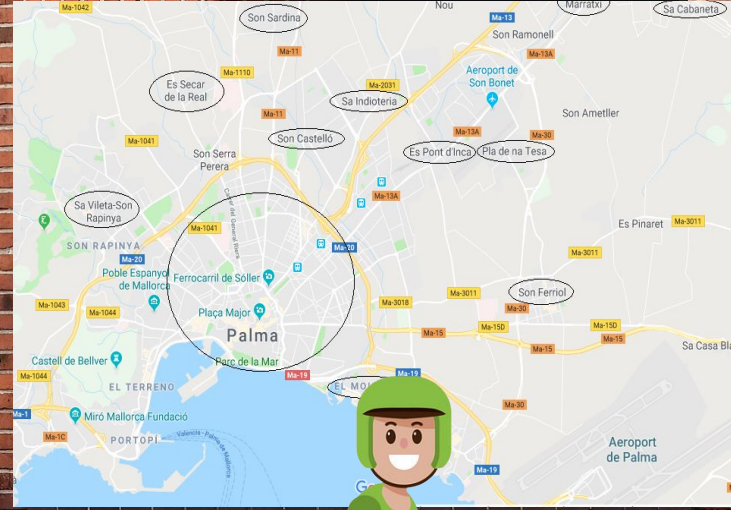 Ma-1042
Nou
Marratxí
Sa Cabaneta
Son Sardina
Ma-13
Son Ramonell
Ma-11
Ma-13A
Ma-1110
Aeroport de
Son Bonet
Es Secar
de la Real
Ma-2031
Sa Indioteria
Ma-11
Son Ametller
Son Castelló
Ma-13A
Ma-30
Ma-1041
Es Pont d'Inca
Pla de na Tesa
Son Serra
Perera
Ma-13A
Sa Vileta-Son
Rapinya
Ma-1041
Es Pinaret
Ma-3011
SON RAPINYA
Ma-20
Ma-20
Ma-3011
Poble Espanyol
de Mallorca
Ferrocarril de Sóller
Son Ferriol
Ma-3011
Ma-3018
Ma-1043
Ma-1044
Plaça Major
Ma-30
Palma
Ma-15
Ma-15D
Ma-15D
Ma-15
Ma-15
Sa Casa Bla
Castell de Bellver
Parc de la Mar
Ma-1044
Ma-19
Ma-19
EL TERRENO
EL MO
Ma-30
Ma-1
Miró Mallorca Fundació
Ma-1C
PORTOPÍ
Valencia - Palma de Mallorca
Aeroport
de Palma
Ma-19
G